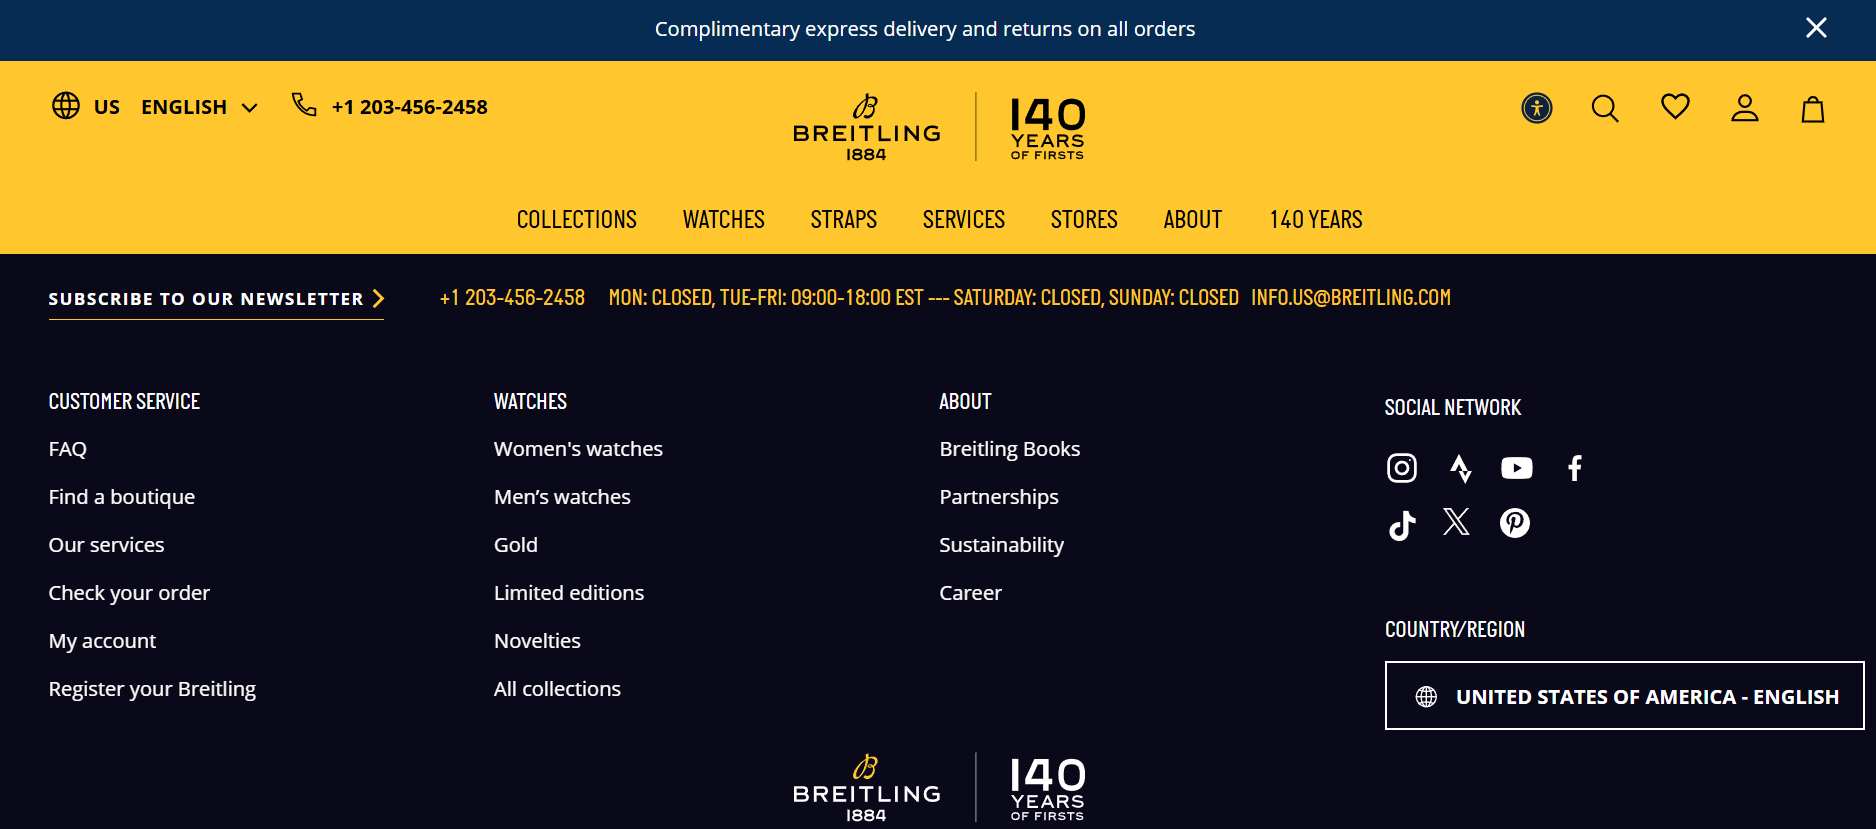 Complimentary express delivery and returns on all orders
US ENGLISH +1 203-456-2458
BREITLING
1884
140
YEARS
OF FIRSTS
COLLECTIONS WATCHES STRAPS SERVICES STORES ABOUT 140 YEARS
SUBSCRIBE TO OUR NEWSLETTER
+1 203-456-2458 MON: CLOSED, TUE-FRI: 09:00-18:00 EST --- SATURDAY: CLOSED, SUNDAY: CLOSED INFO.US@BREITLING.COM
CUSTOMER SERVICE
FAQ
Find a boutique
Our services
Check your order
My account
Register your Breitling
WATCHES
Women's watches
Men’s watches
Gold
Limited editions
Novelties
All collections
ABOUT
Breitling Books
Partnerships
Sustainability
Career
SOCIAL NETWORK
COUNTRY/REGION
UNITED STATES OF AMERICA - ENGLISH
BREITLING
1884
140
YEARS
OF FIRSTS